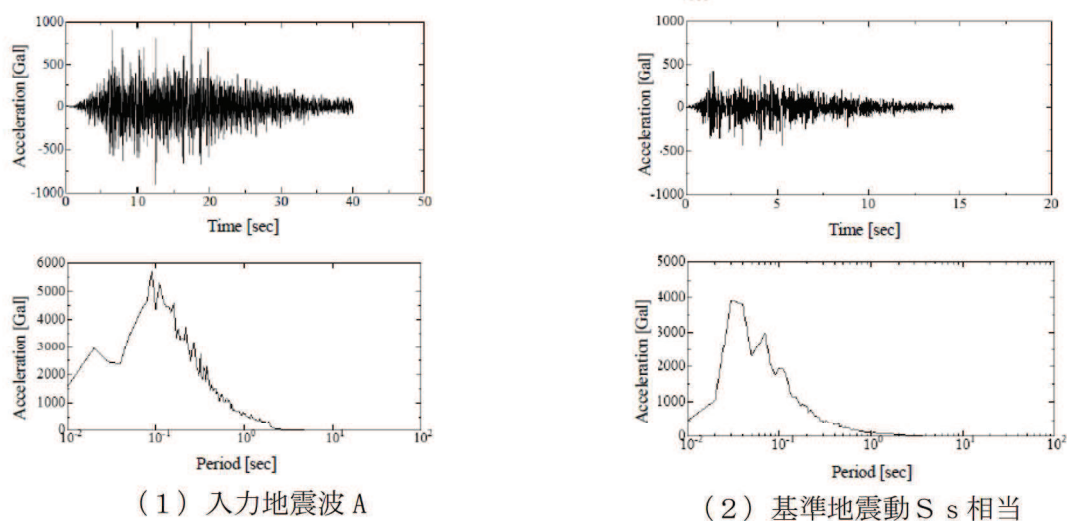 1000
500
0
-500
-1000
Acceleration [Gal]
0 10 20 30 40 50
Time [sec]
6000
5000
4000
3000
2000
1000
0
Acceleration [Gal]
10-2 10-1 100 101 102
Period [sec]
(1)入力地震波 A
1000
500
0
-500
-1000
Acceleration [Gal]
0 5 10 15 20
Time [sec]
5000
4000
3000
2000
1000
0
Acceleration [Gal]
10-2 10-1 100 101 102
Period [sec]
(2)基準地震動Ss相当